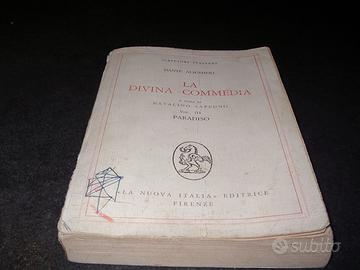 SCRITTORI ITALIANI
DANTE ALIGHIERI
LA
DIVINA COMMEDIA
A CURA DI
NATALINO SAPEGNO
VOL. III
PARADISO
«LA NUOVA ITALIA» EDITRICE
FIRENZE
subito